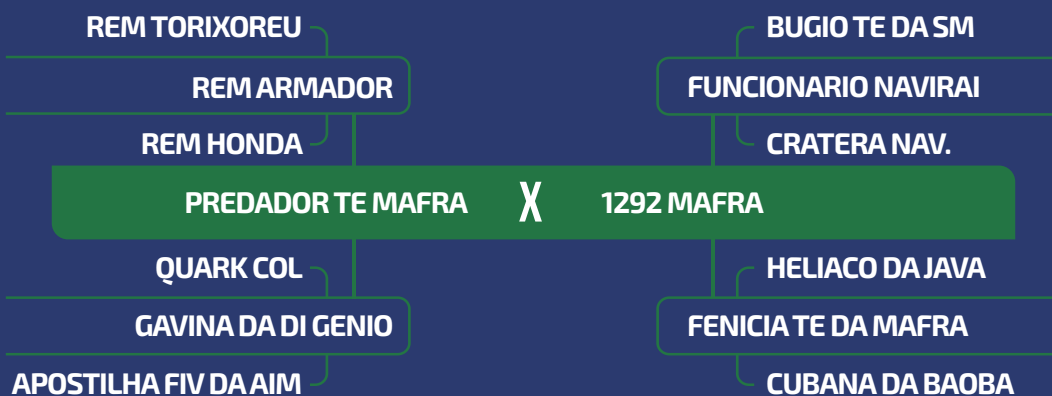 REM TORIXOREU
BUGIO TE DA SM
REM ARMADOR
FUNCIONARIO NAVIRAI
REM HONDA
CRATERA NAV.
PREDADOR TE MAFRA X 1292 MAFRA
QUARK COL
HELIACO DA JAVA
GAVINA DA DI GENIO
FENICIA TE DA MAFRA
APOSTILHA FIV DA AIM
CUBANA DA BAOBA